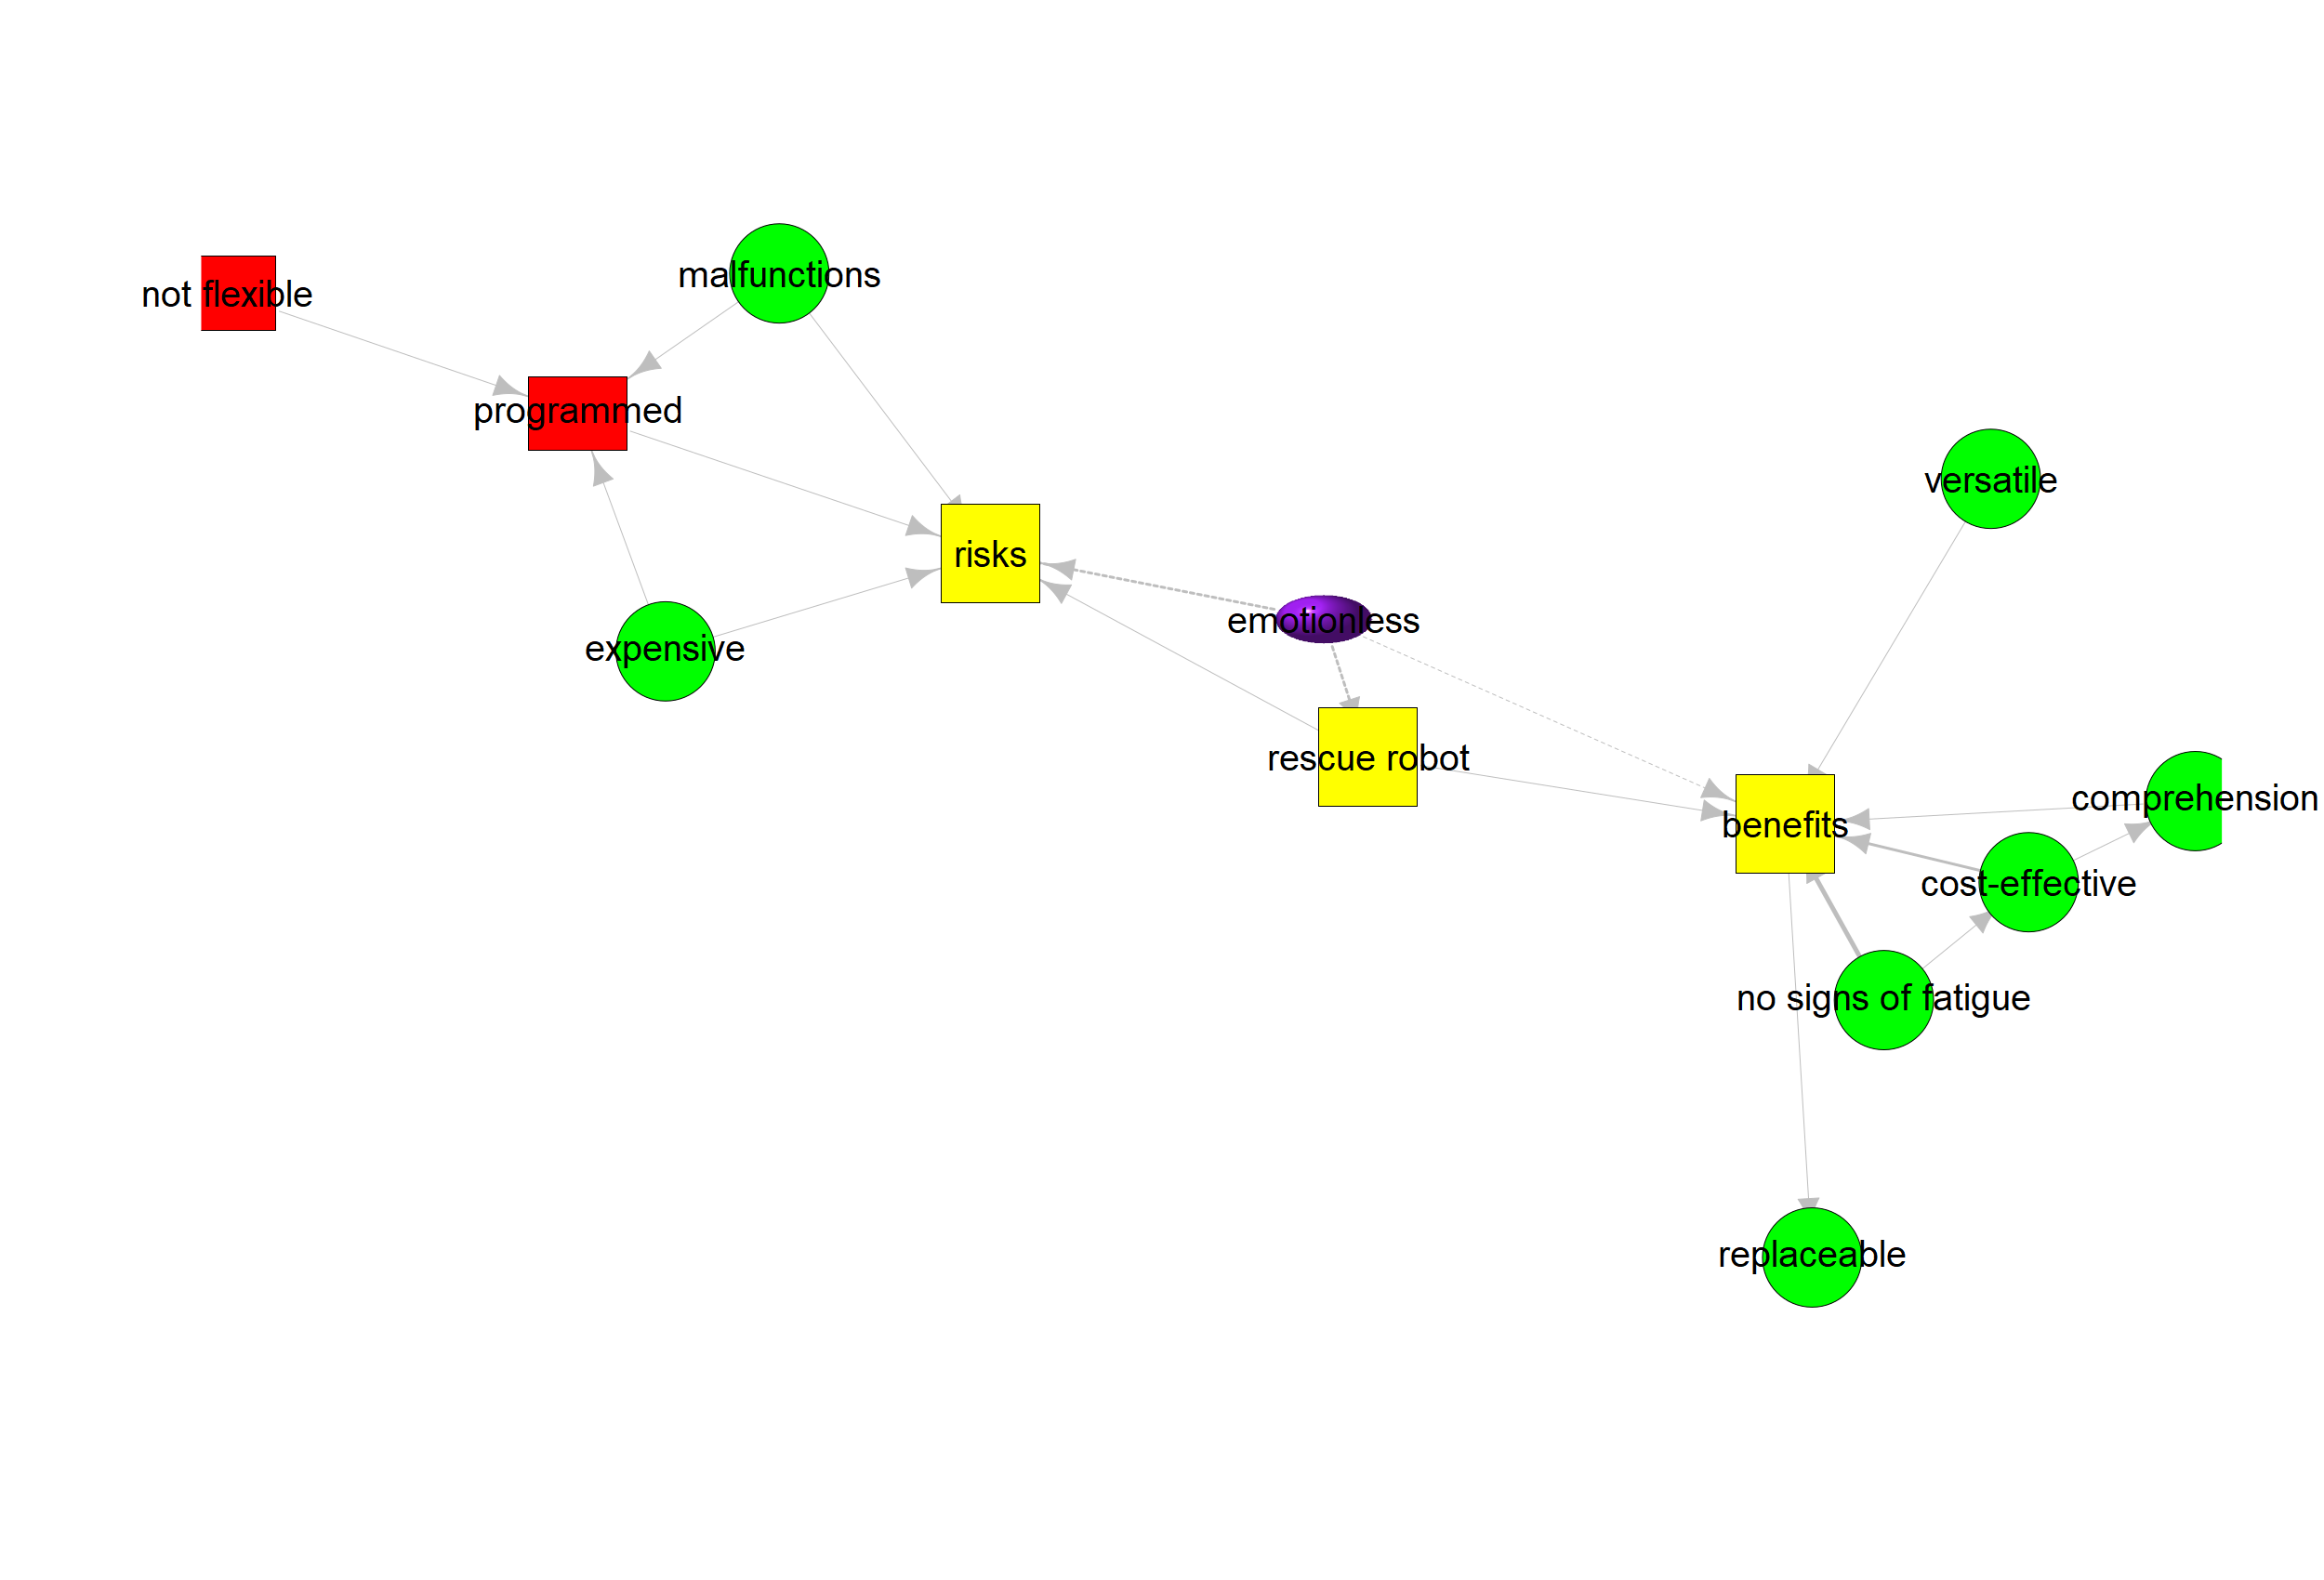 malfunctions
not flexible
programmed
versatile
risks
emotionless
expensive
rescue robot
comprehension
benefits
cost-effective
no signs of fatigue
replaceable